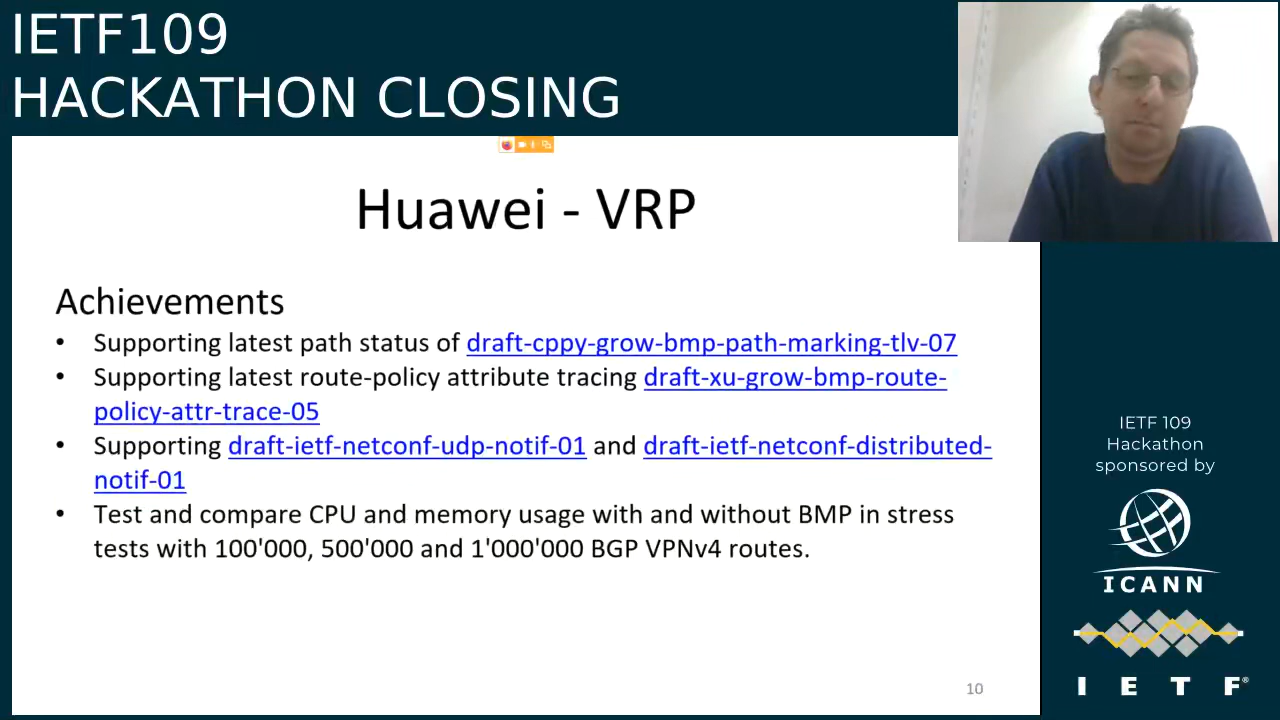 IETF109
HACKATHON CLOSING
Huawei - VRP
Achievements
• Supporting latest path status of draft-cppy-grow-bmp-path-marking-tlv-07
• Supporting latest route-policy attribute tracing draft-xu-grow-bmp-route-
policy-attr-trace-05
• Supporting draft-ietf-netconf-udp-notif-01 and draft-ietf-netconf-distributed-
notif-01
• Test and compare CPU and memory usage with and without BMP in stress
tests with 100'000, 500'000 and 1'000'000 BGP VPNv4 routes.
10
IETF 109
Hackathon
sponsored by
ICANN
I E T F®